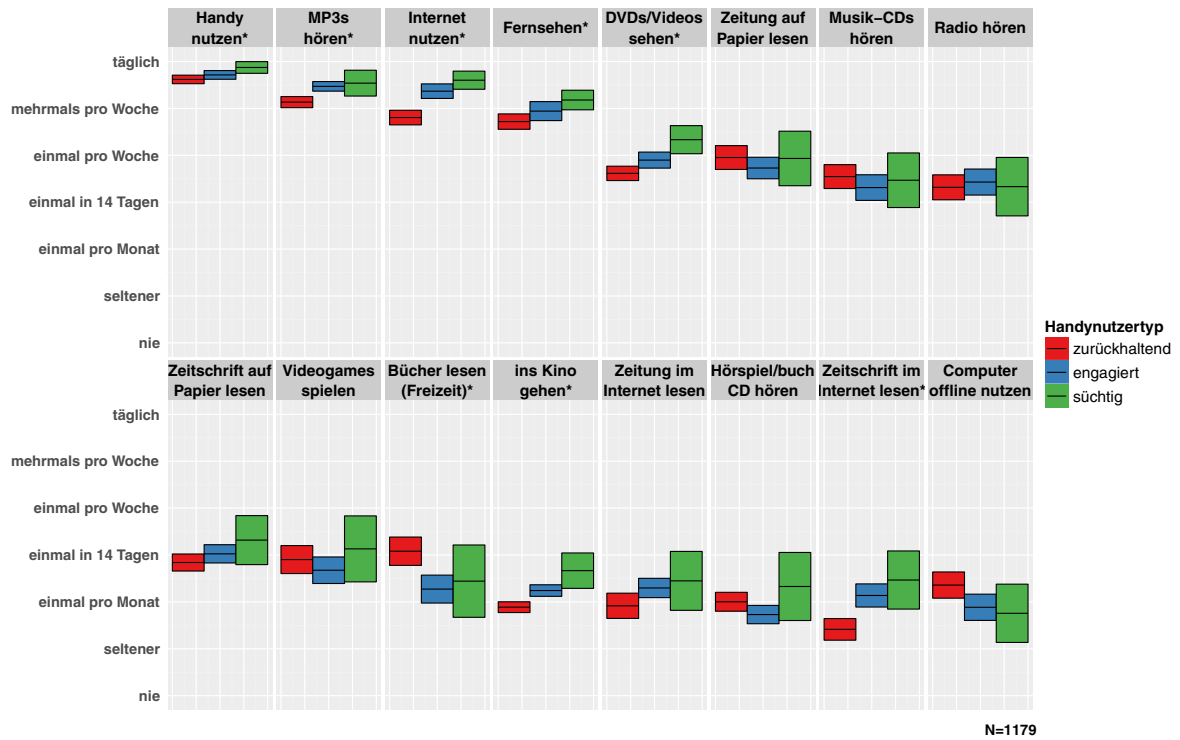 Handy
nutzen*
MP3s
hören*
Internet
nutzen*
Fernsehen*
DVDs/Videos
sehen*
Zeitung auf
Papier lesen
Musik−CDs
hören
Radio hören
täglich
mehrmals pro Woche
einmal pro Woche
einmal in 14 Tagen
einmal pro Monat
seltener
nie
Zeitschrift auf
Papier lesen
Videogames
spielen
Bücher lesen
(Freizeit)*
ins Kino
gehen*
Zeitung im
Internet lesen
Hörspiel/buch
CD hören
Zeitschrift im
Internet lesen*
Computer
offline nutzen
täglich
mehrmals pro Woche
einmal pro Woche
einmal in 14 Tagen
einmal pro Monat
seltener
nie
Handynutzertyp
zurückhaltend
engagiert
süchtig
N=1179